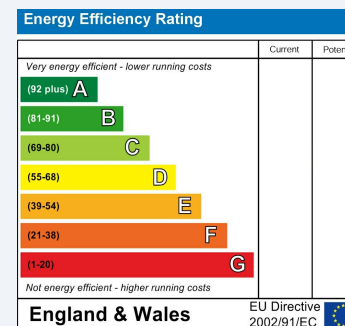 Energy Efficiency Rating
Current Poten
Very energy efficient - lower running costs
(92 plus) A
(81-91) B
(69-80) C
(55-68) D
(39-54) E
(21-38) F
(1-20) G
Not energy efficient - higher running costs
England & Wales
EU Directive
2002/91/EC